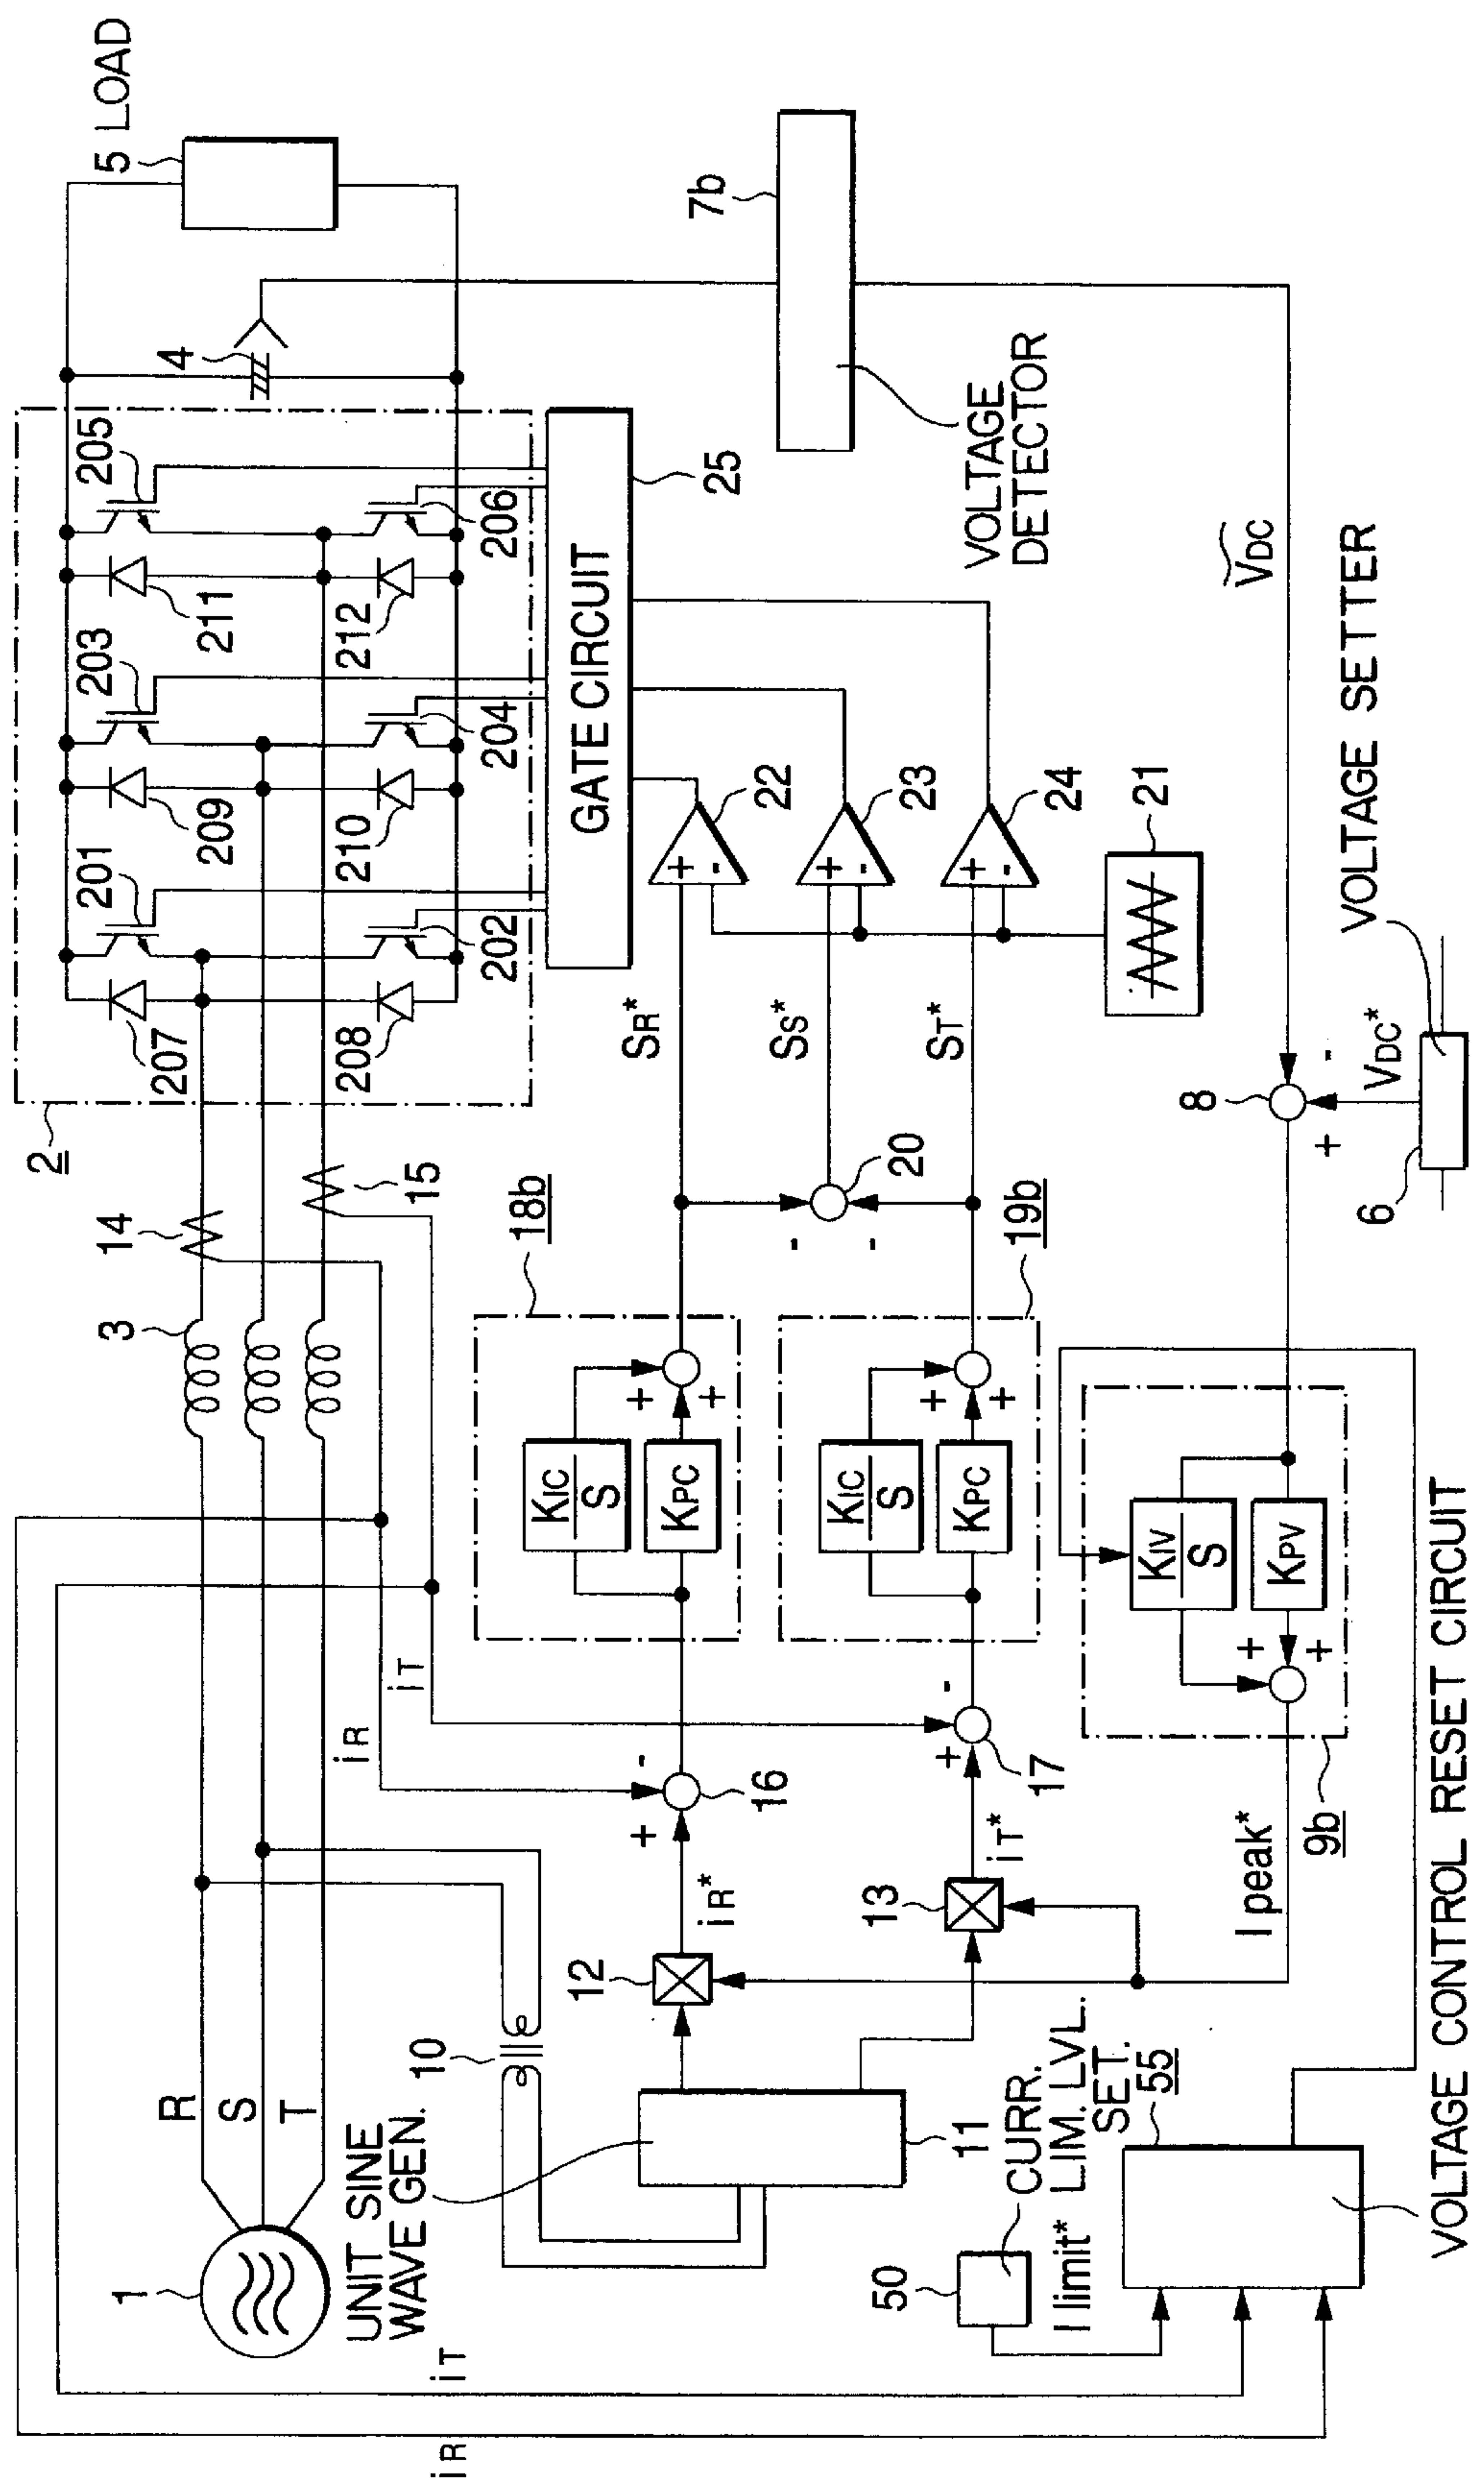 5 LOAD
4
205
206
211
212
203
204
209
210
201
202
207
208
2
GATE CIRCUIT
25
7b
VOLTAGE
DETECTOR
14
15
3
R
S
T
1
10
UNIT SINE
WAVE GEN.
11
iR
iT
iR
iT
12
13
iR*
iT*
+
-
16
+
-
17
18b
KIC
S
KPC
+
+
19b
KIC
S
KPC
+
+
20
-
-
SR*
SS*
ST*
+
-
22
+
-
23
+
-
24
21
ṼDC
8
+
-
VDC*
6
VOLTAGE SETTER
9b
KIV
S
KPV
+
+
I peak*
50
CURR.
LIM. LVL.
SET.
I limit*
55
VOLTAGE CONTROL RESET CIRCUIT